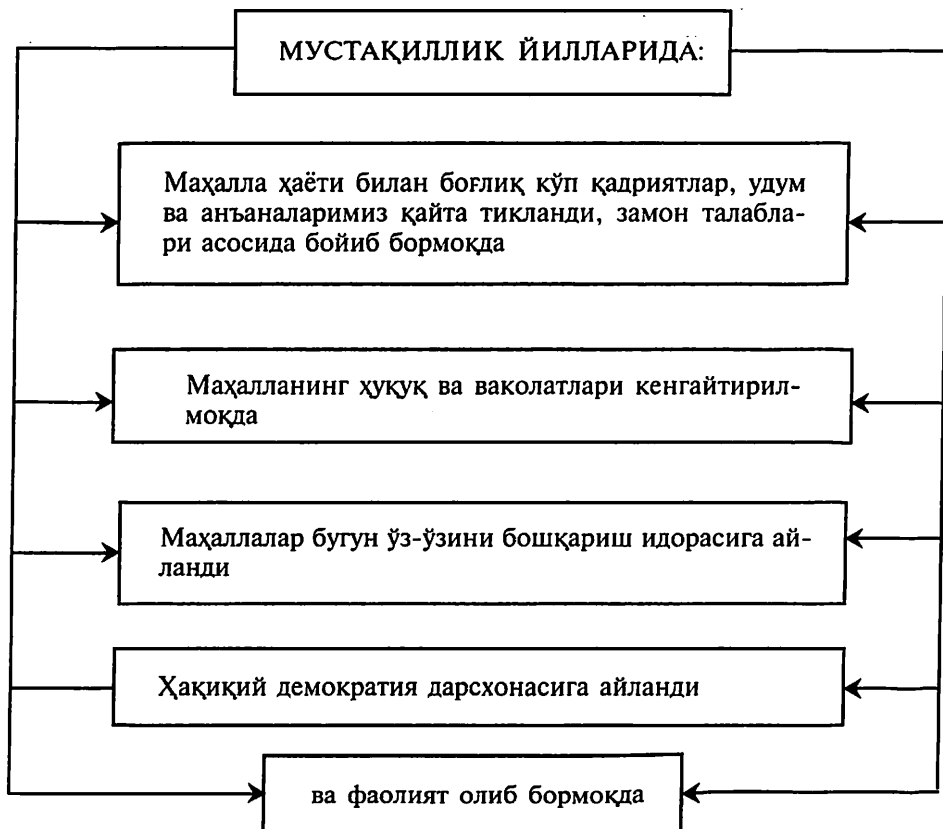 МУСТАҚИЛЛИК ЙИЛЛАРИДА:
Маҳалла ҳаёти билан боғлиқ кўп қадриятлар, удум
ва анъаналаримиз қайта тикланди, замон талабла-
ри асосида бойиб бормоқда
Маҳалланинг ҳуқуқ ва ваколатлари кенгайтирил-
моқда
Маҳаллалар бугун ўз-ўзини бошқариш идорасига ай-
ланди
Ҳақиқий демократия дарсхонасига айланди
ва фаолият олиб бормоқда